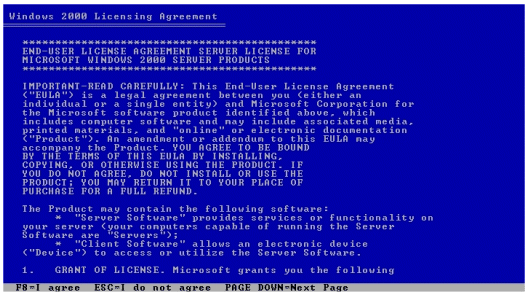 Windows 2000 Licensing Agreement
*********************************************
END-USER LICENSE AGREEMENT SERVER LICENSE FOR
MICROSOFT WINDOWS 2000 SERVER PRODUCTS
*********************************************
IMPORTANT-READ CAREFULLY: This End-User License Agreement
("EULA") is a legal agreement between you (either an
individual or a single entity) and Microsoft Corporation for
the Microsoft software product identified above, which
includes computer software and may include associated media,
printed materials, and "online" or electronic documentation
("Product"). An amendment or addendum to this EULA may
accompany the Product. YOU AGREE TO BE BOUND
BY THE TERMS OF THIS EULA BY INSTALLING,
COPYING, OR OTHERWISE USING THE PRODUCT. IF
YOU DO NOT AGREE, DO NOT INSTALL OR USE THE
PRODUCT; YOU MAY RETURN IT TO YOUR PLACE OF
PURCHASE FOR A FULL REFUND.
The Product may contain the following software:
* "Server Software" provides services or functionality on
your server (your computers capable of running the Server
Software are "Servers");
* "Client Software" allows an electronic device
("Device") to access or utilize the Server Software.
1. GRANT OF LICENSE. Microsoft grants you the following
F8=I agree ESC=I do not agree PAGE DOWN=Next Page